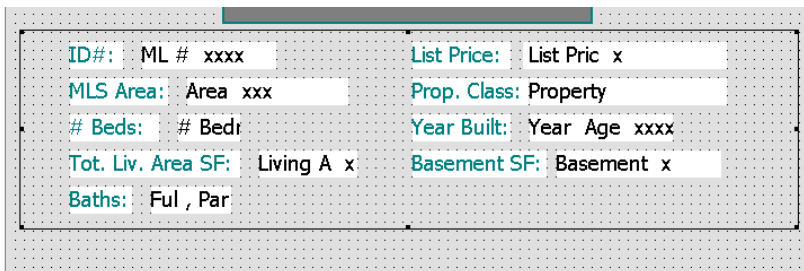 ID#: ML # xxxx List Price: List Pric x
MLS Area: Area xxx Prop. Class: Property
# Beds: # Bedr Year Built: Year Age xxxx
Tot. Liv. Area SF: Living A x Basement SF: Basement x
Baths: Ful , Par